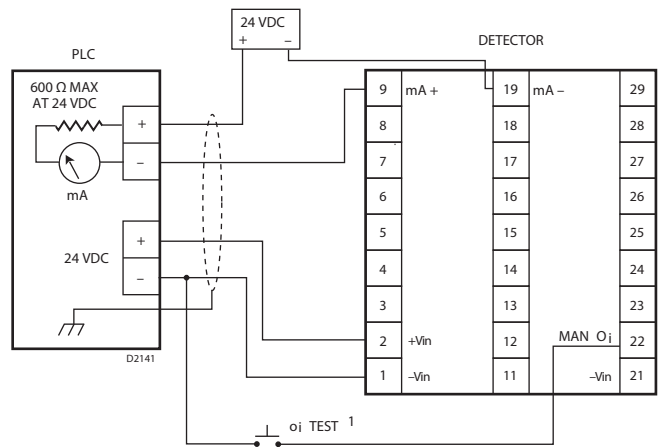 24 VDC
+ –
PLC
DETECTOR
600 Ω MAX
AT 24 VDC
+
–
mA
24 VDC
+
–
D2141
9 mA + 19 mA – 29
8 18 28
7 17 27
6 16 26
5 15 25
4 14 24
3 13 23
2 +Vin 12 MAN Oi 22
1 –Vin 11 –Vin 21
oi TEST 1